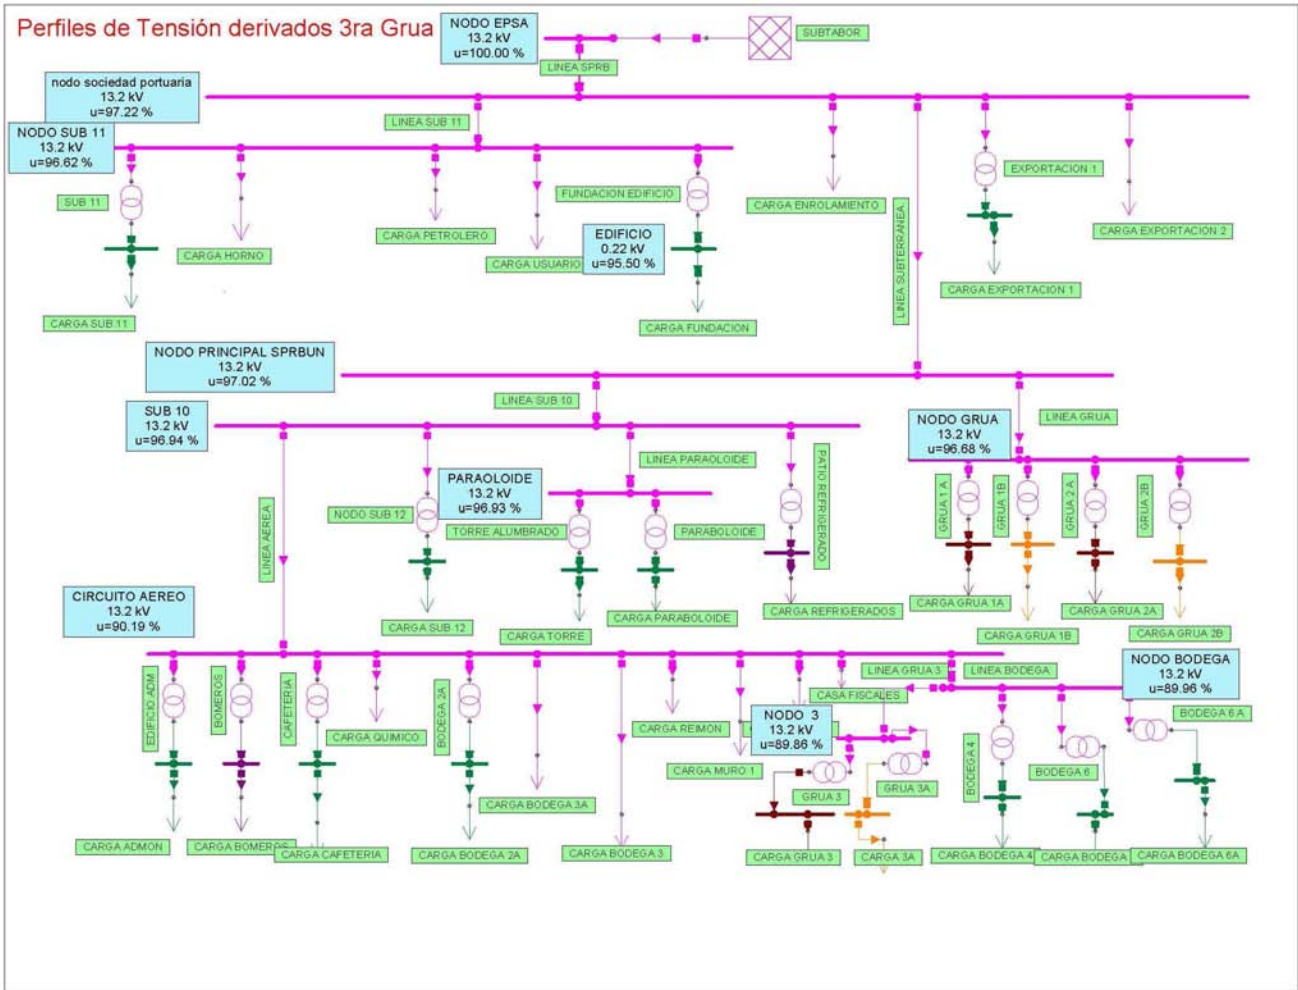 Perfiles de Tensión derivados 3ra Grua
NODO EPSA
13.2 kV
u=100.00 %
SUBTABOR
LINEA SPRB
nodo sociedad portuaria
13.2 kV
u=97.22 %
NODO SUB 11
13.2 kV
u=96.62 %
LINEA SUB 11
SUB 11
CARGA SUB 11
CARGA HORNO
CARGA PETROLERO
CARGA USUARIO
FUNDACION EDIFICIO
EDIFICIO
0.22 kV
u=95.50 %
CARGA FUNDACION
CARGA ENROLAMIENTO
LINEA SUBTERRANEA
EXPORTACION 1
CARGA EXPORTACION 1
CARGA EXPORTACION 2
NODO PRINCIPAL SPRBUN
13.2 kV
u=97.02 %
LINEA SUB 10
SUB 10
13.2 kV
u=96.94 %
NODO GRUA
13.2 kV
u=96.68 %
LINEA GRUA
LINEA AEREA
NODO SUB 12
CARGA SUB 12
LINEA PARAOLOIDE
PARAOLOIDE
13.2 kV
u=96.93 %
TORRE ALUMBRADO
CARGA TORRE
PARABOLOIDE
CARGA PARABOLOIDE
PATIO REFRIGERADO
CARGA REFRIGERADOS
GRUA 1 A
GRUA 1B
GRUA 2 A
GRUA 2B
CARGA GRUA 1A
CARGA GRUA 1B
CARGA GRUA 2A
CARGA GRUA 2B
CIRCUITO AEREO
13.2 kV
u=90.19 %
EDIFICIO ADM
CARGA ADMON
BOMEROS
CARGA BOMEROS
CAFETERIA
CARGA CAFETERIA
CARGA QUIMICO
BODEGA 2A
CARGA BODEGA 2A
CARGA BODEGA 3A
CARGA BODEGA 3
CARGA REIMON
CARGA MURO 1
CASA FISCALES
LINEA GRUA 3
LINEA BODEGA
NODO 3
13.2 kV
u=89.86 %
GRUA 3
CARGA GRUA 3
GRUA 3A
CARGA 3A
NODO BODEGA
13.2 kV
u=89.96 %
BODEGA 4
CARGA BODEGA 4
BODEGA 6
CARGA BODEGA
BODEGA 6 A
CARGA BODEGA 6A